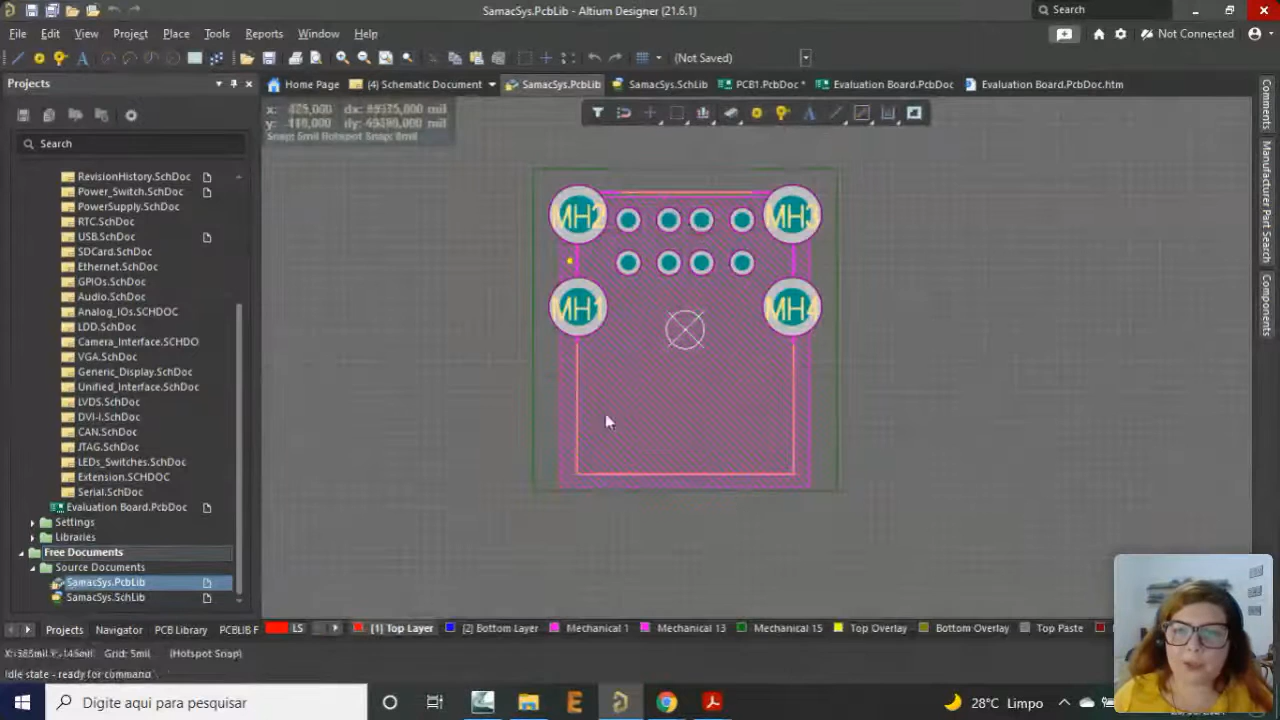 SamacSys.PcbLib - Altium Designer (21.6.1)
Search
File Edit View Project Place Tools Reports Window Help
Not Connected
(Not Saved)
Projects
Home Page
(4) Schematic Document
SamacSys.PcbLib
SamacSys.SchLib
PCB1.PcbDoc *
Evaluation Board.PcbDoc
Evaluation Board.PcbDoc.htm
Search
RevisionHistory.SchDoc
Power_Switch.SchDoc
PowerSupply.SchDoc
RTC.SchDoc
USB.SchDoc
SDCard.SchDoc
Ethernet.SchDoc
GPIOs.SchDoc
Audio.SchDoc
Analog_IOs.SCHDOC
LDD.SchDoc
Camera_Interface.SCHDO
VGA.SchDoc
Generic_Display.SchDoc
Unified_Interface.SchDoc
LVDS.SchDoc
DVI-I.SchDoc
CAN.SchDoc
JTAG.SchDoc
LEDs_Switches.SchDoc
Extension.SCHDOC
Serial.SchDoc
Evaluation Board.PcbDoc
Settings
Libraries
Free Documents
Source Documents
SamacSys.PcbLib
SamacSys.SchLib
MH2
MH3
MH1
MH4
Comments
Manufacturer Part Search
Components
Projects
Navigator
PCB Library
PCBLIB F
LS
[1] Top Layer
[2] Bottom Layer
Mechanical 1
Mechanical 13
Mechanical 15
Top Overlay
Bottom Overlay
Top Paste
Grid: 5mil
(Hotspot Snap)
Idle state - ready for command
Digite aqui para pesquisar
28°C Limpo